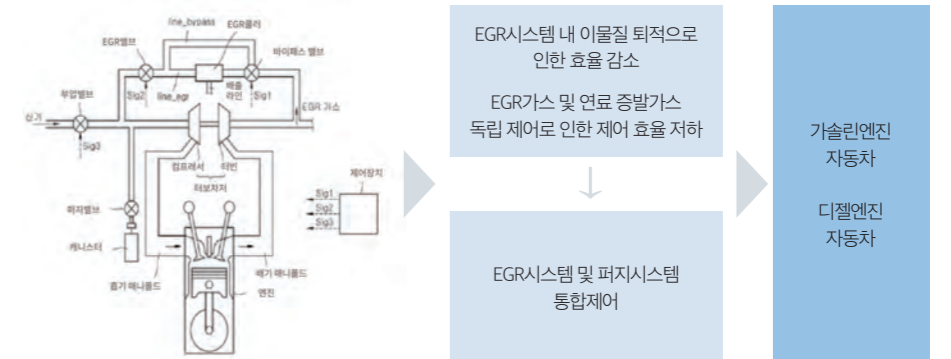 line_bypass
EGR쿨러
EGR밸브
바이패스 밸브
line_egr
배출
라인
Sig2
Sig1
부압밸브
EGR 가스
신기
Sig3
컴프레서
터빈
터보차저
제어장치
Sig1
Sig2
Sig3
퍼지밸브
캐니스터
흡기 매니폴드
배기 매니폴드
엔진
EGR시스템 내 이물질 퇴적으로
인한 효율 감소
EGR가스 및 연료 증발가스
독립 제어로 인한 제어 효율 저하
↓
EGR시스템 및 퍼지시스템
통합제어
가솔린엔진
자동차
디젤엔진
자동차